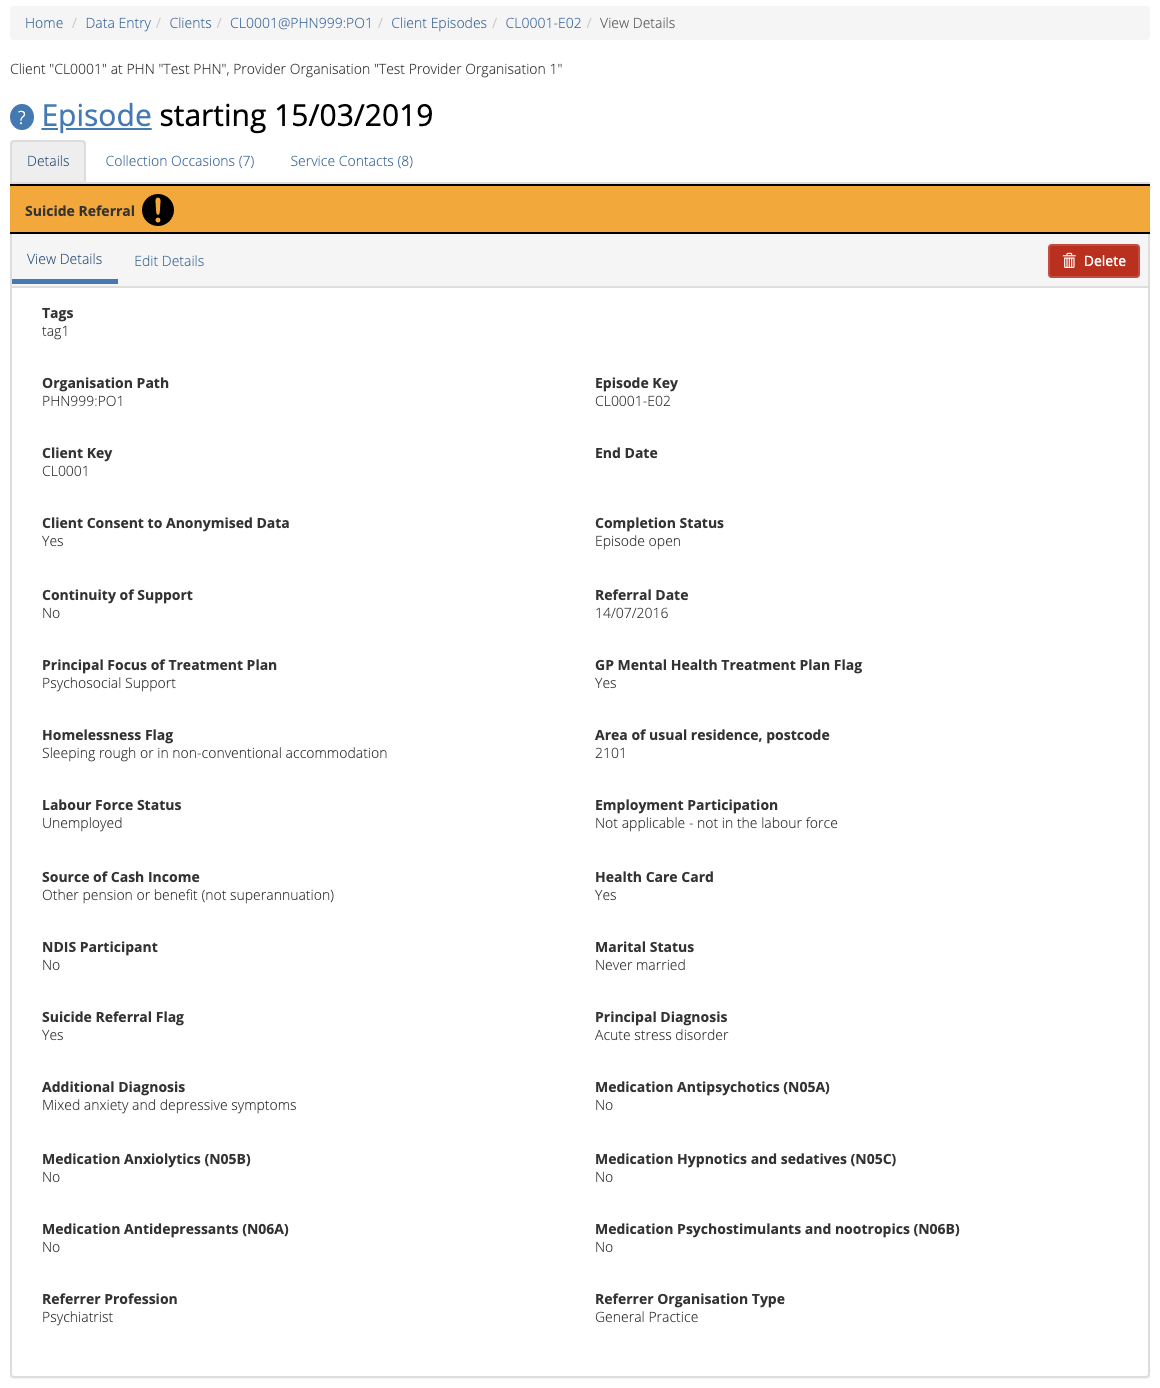 Home / Data Entry / Clients / CL0001@PHN999:PO1 / Client Episodes / CL0001-E02 / View Details
Client "CL0001" at PHN "Test PHN", Provider Organisation "Test Provider Organisation 1"
? Episode starting 15/03/2019
Details Collection Occasions (7) Service Contacts (8)
Suicide Referral !
View Details Edit Details Delete
Tags
tag1
Organisation Path Episode Key
PHN999:PO1 CL0001-E02
Client Key End Date
CL0001
Client Consent to Anonymised Data Completion Status
Yes Episode open
Continuity of Support Referral Date
No 14/07/2016
Principal Focus of Treatment Plan GP Mental Health Treatment Plan Flag
Psychosocial Support Yes
Homelessness Flag Area of usual residence, postcode
Sleeping rough or in non-conventional accommodation 2101
Labour Force Status Employment Participation
Unemployed Not applicable - not in the labour force
Source of Cash Income Health Care Card
Other pension or benefit (not superannuation) Yes
NDIS Participant Marital Status
No Never married
Suicide Referral Flag Principal Diagnosis
Yes Acute stress disorder
Additional Diagnosis Medication Antipsychotics (N05A)
Mixed anxiety and depressive symptoms No
Medication Anxiolytics (N05B) Medication Hypnotics and sedatives (N05C)
No No
Medication Antidepressants (N06A) Medication Psychostimulants and nootropics (N06B)
No No
Referrer Profession Referrer Organisation Type
Psychiatrist General Practice